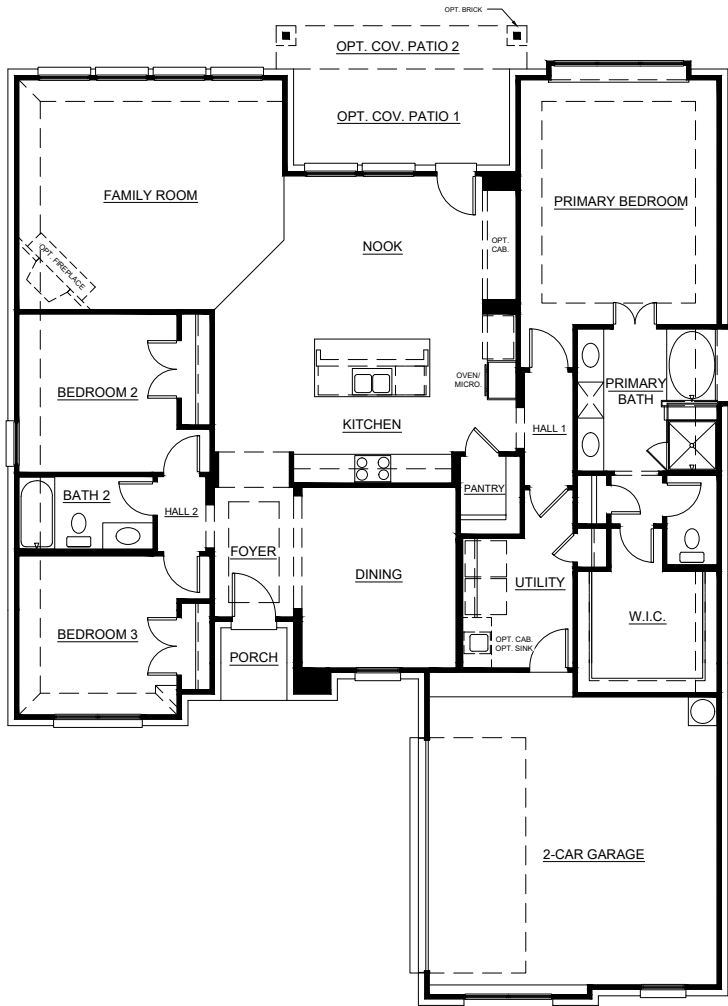 OPT. BRICK
OPT. COV. PATIO 2
OPT. COV. PATIO 1
FAMILY ROOM
PRIMARY BEDROOM
NOOK
OPT.
CAB.
OPT. FIREPLACE
OVEN/
MICRO.
PRIMARY
BATH
BEDROOM 2
KITCHEN
HALL 1
PANTRY
BATH 2
HALL 2
FOYER
DINING
UTILITY
W.I.C.
BEDROOM 3
OPT. CAB.
OPT. SINK
PORCH
2-CAR GARAGE